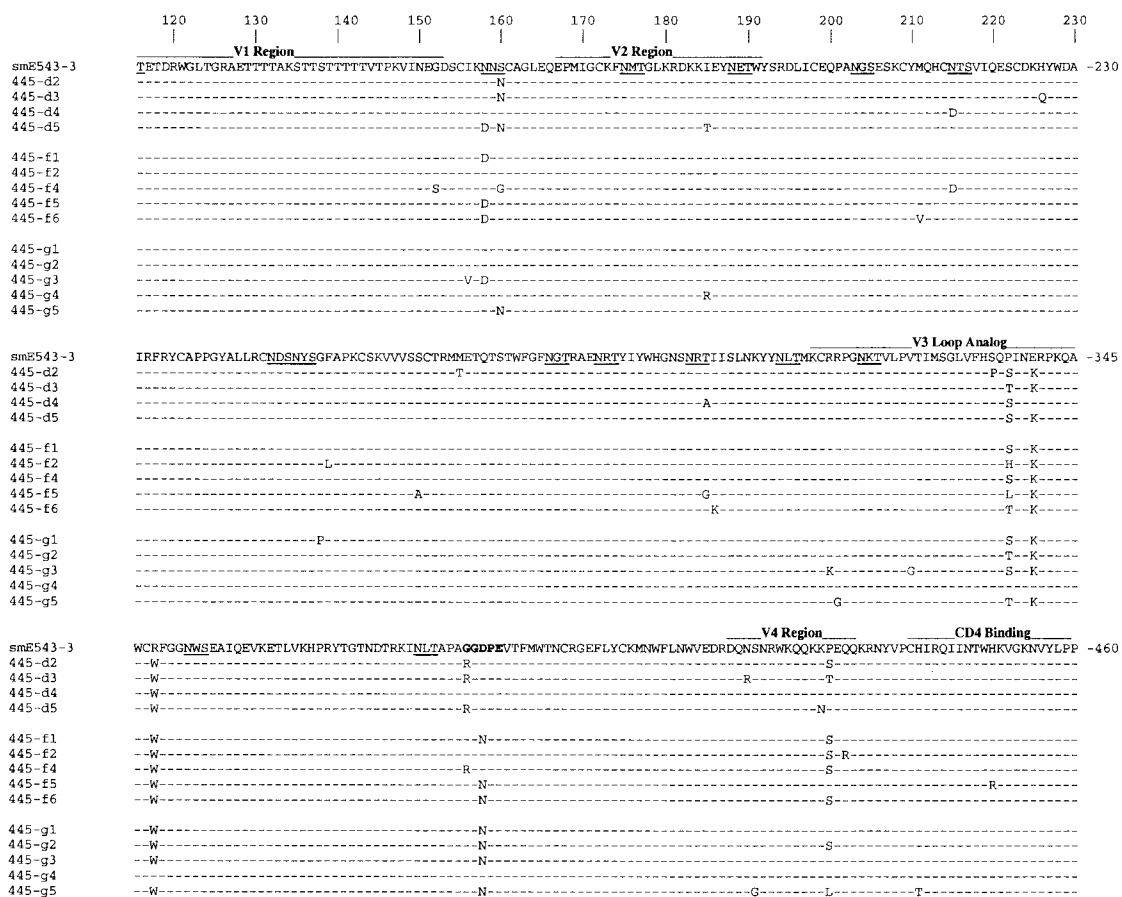 120 130 140 150 160 170 180 190 200 210 220 230
V1 Region V2 Region
smE543-3 TETDRWGLTGRAETTTTAKSTTSTTTTTVTPKVINEGDSCIKNNSCAGLEQEPMIGCKFNMTGLKRDKKIEYNETWYSRDLICEQPANGSESKCYMQHCNTSVIQESCDKHYWDA -230
445-d2 --------------------------------------------N----------------------------------------------------------------------
445-d3 --------------------------------------------N-----------------------------------------------------------------Q----
445-d4 ---------------------------------------------------------------------------------------------------D---------------
445-d5 ------------------------------------------D-N------------------------T---------------------------------------------
445-f1 ------------------------------------------D------------------------------------------------------------------------
445-f2 -------------------------------------------------------------------------------------------------------------------
445-f4 ------------------------------------S-------G------------------------------------------------------D---------------
445-f5 ------------------------------------------D------------------------------------------------------------------------
445-f6 ------------------------------------------D----------------------------------------------------V-------------------
445-g1 -------------------------------------------------------------------------------------------------------------------
445-g2 -------------------------------------------------------------------------------------------------------------------
445-g3 ----------------------------------------V-D------------------------------------------------------------------------
445-g4 ---------------------------------------------------------------------R---------------------------------------------
445-g5 --------------------------------------------N----------------------------------------------------------------------
V3 Loop Analog
smE543-3 IRFRYCAPPGYALLRCNDSNYSGFAPKCSKVVVSSCTRMMETQTSTWFGFNGTRAENRTYIYWHGNSNRTIISLNKYYNLTMKCRRPGNKTVLPVTIMSGLVFHSQPINERPKQA -345
445-d2 ---------------------------------------T----------------------------------------------------------------P-S--K-----
445-d3 ----------------------------------------------------------------------------------------------------------T--K-----
445-d4 ---------------------------------------------------------------------A------------------------------------S--K-----
445-d5 ----------------------------------------------------------------------------------------------------------S--K-----
445-f1 ----------------------------------------------------------------------------------------------------------S--K-----
445-f2 -----------------------L----------------------------------------------------------------------------------H--K-----
445-f4 ----------------------------------------------------------------------------------------------------------S--K-----
445-f5 ----------------------------------A----------------------------------G------------------------------------L--K-----
445-f6 ----------------------------------------------------------------------K-----------------------------------T--K-----
445-g1 ----------------------P-----------------------------------------------------------------------------------S--K-----
445-g2 ----------------------------------------------------------------------------------------------------------T--K-----
445-g3 ------------------------------------------------------------------------------------G---------G-----------S--K-----
445-g4 -------------------------------------------------------------------------------------------------------------------
445-g5 -------------------------------------------------------------------------------------G--------------------T--K-----
V4 Region CD4 Binding
smE543-3 WCRFGGNWSEAIQEVKETLVKHPRYTGTNDTRKINLTAPAGGDPEVTFMWTNCRGEFLYCKMNWFLNWVEDRDQNSNRWKQQKKPEQQKRNYVPCHIRQIINTWHKVGKNVYLPP -460
445-d2 --W-------------------------------------R-------------------------------------------S------------------------------
445-d3 --W-------------------------------------R---------------------------------R---------T------------------------------
445-d4 --W----------------------------------------------------------------------------------------------------------------
445-d5 --W-------------------------------------R------------------------------------------N-------------------------------
445-f1 --W---------------------------------------N-----------------------------------------S------------------------------
445-f2 --W---------------------------------------------------------------------------------S-R----------------------------
445-f4 --W-------------------------------------R-------------------------------------------S------------------------------
445-f5 --W---------------------------------------N-------------------------------------------------------------R----------
445-f6 --W---------------------------------------N-----------------------------------------S------------------------------
445-g1 --W---------------------------------------N------------------------------------------------------------------------
445-g2 --W---------------------------------------N-----------------------------------------S------------------------------
445-g3 --W---------------------------------------N------------------------------------------------------------------------
445-g4 -------------------------------------------------------------------------------------------------------------------
445-g5 --W---------------------------------------N--------------------------------G--------L----------T-------------------